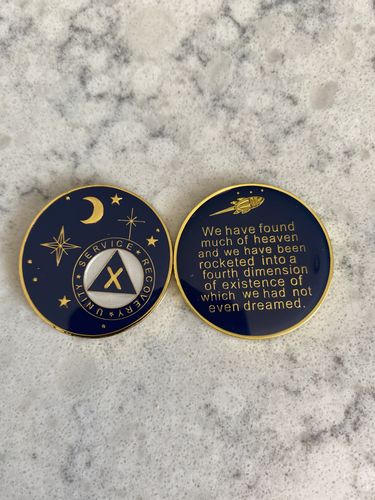 SERVICE
RECOVERY
UNITY
X
We have found
much of heaven
and we have been
rocketed into a
fourth dimension
of existence of
which we had not
even dreamed.